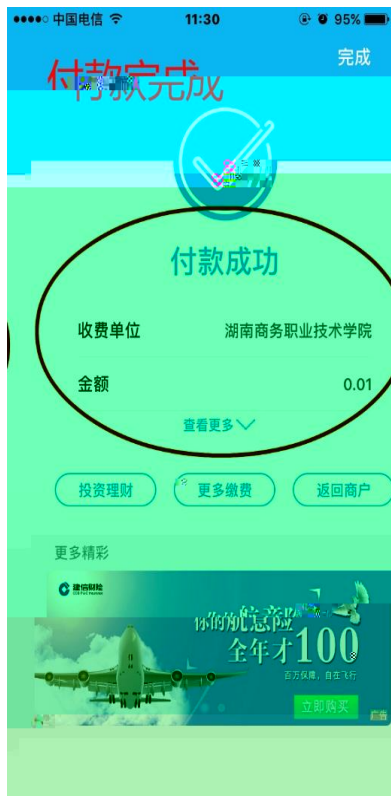 中国电信 11:30 95%
付款完成 完成
付款成功
收费单位 湖南商务职业技术学院
金额 0.01
查看更多
投资理财 更多缴费 返回商户
更多精彩
建信财险
你的航意险
全年才100
百万保障，自在飞行
立即购买
广告